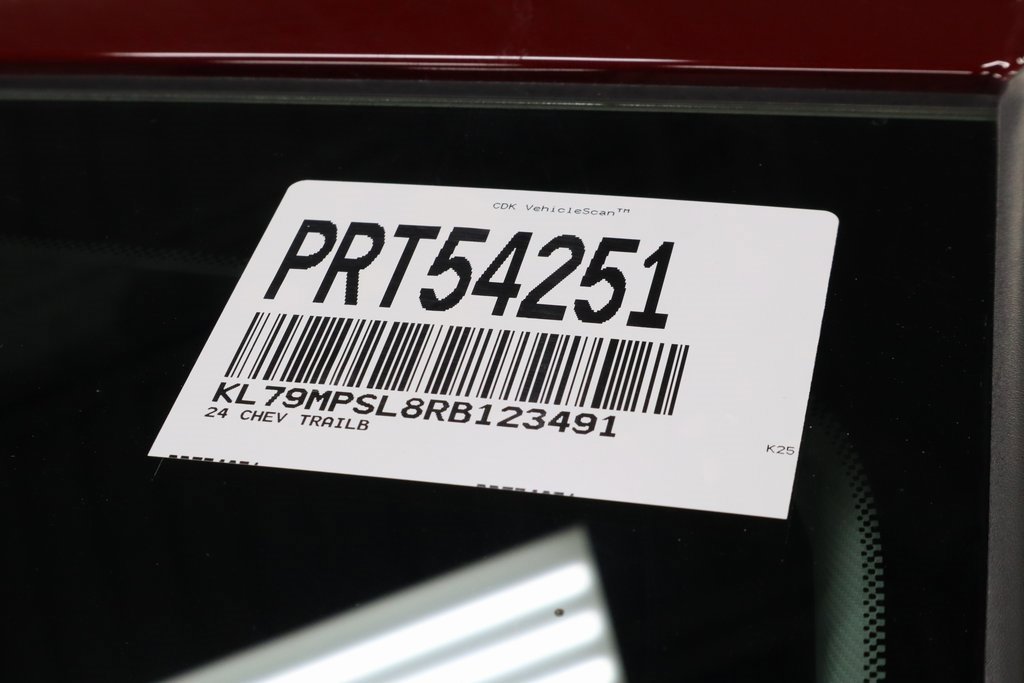 CDK VehicleScan™
PRT54251
KL79MPSL8RB123491
24 CHEV TRAILB
K25